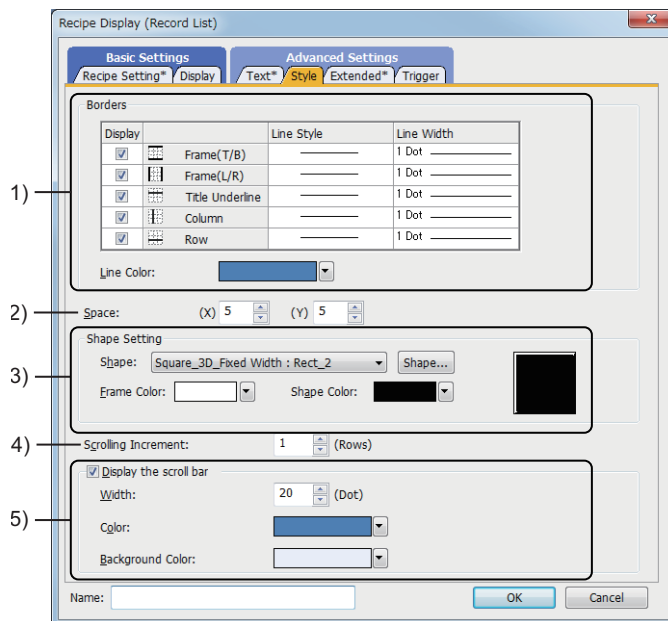 Recipe Display (Record List)
Basic Settings
Advanced Settings
Recipe Setting* Display Text* Style Extended* Trigger
Borders
Display Line Style Line Width
Frame(T/B) 1 Dot
Frame(L/R) 1 Dot
1)
Title Underline 1 Dot
Column 1 Dot
Row 1 Dot
Line Color:
2) Space: (X) 5 (Y) 5
Shape Setting
3) Shape: Square_3D_Fixed Width : Rect_2 Shape...
Frame Color: Shape Color:
4) Scrolling Increment: 1 (Rows)
Display the scroll bar
Width: 20 (Dot)
5) Color:
Background Color:
Name: OK Cancel